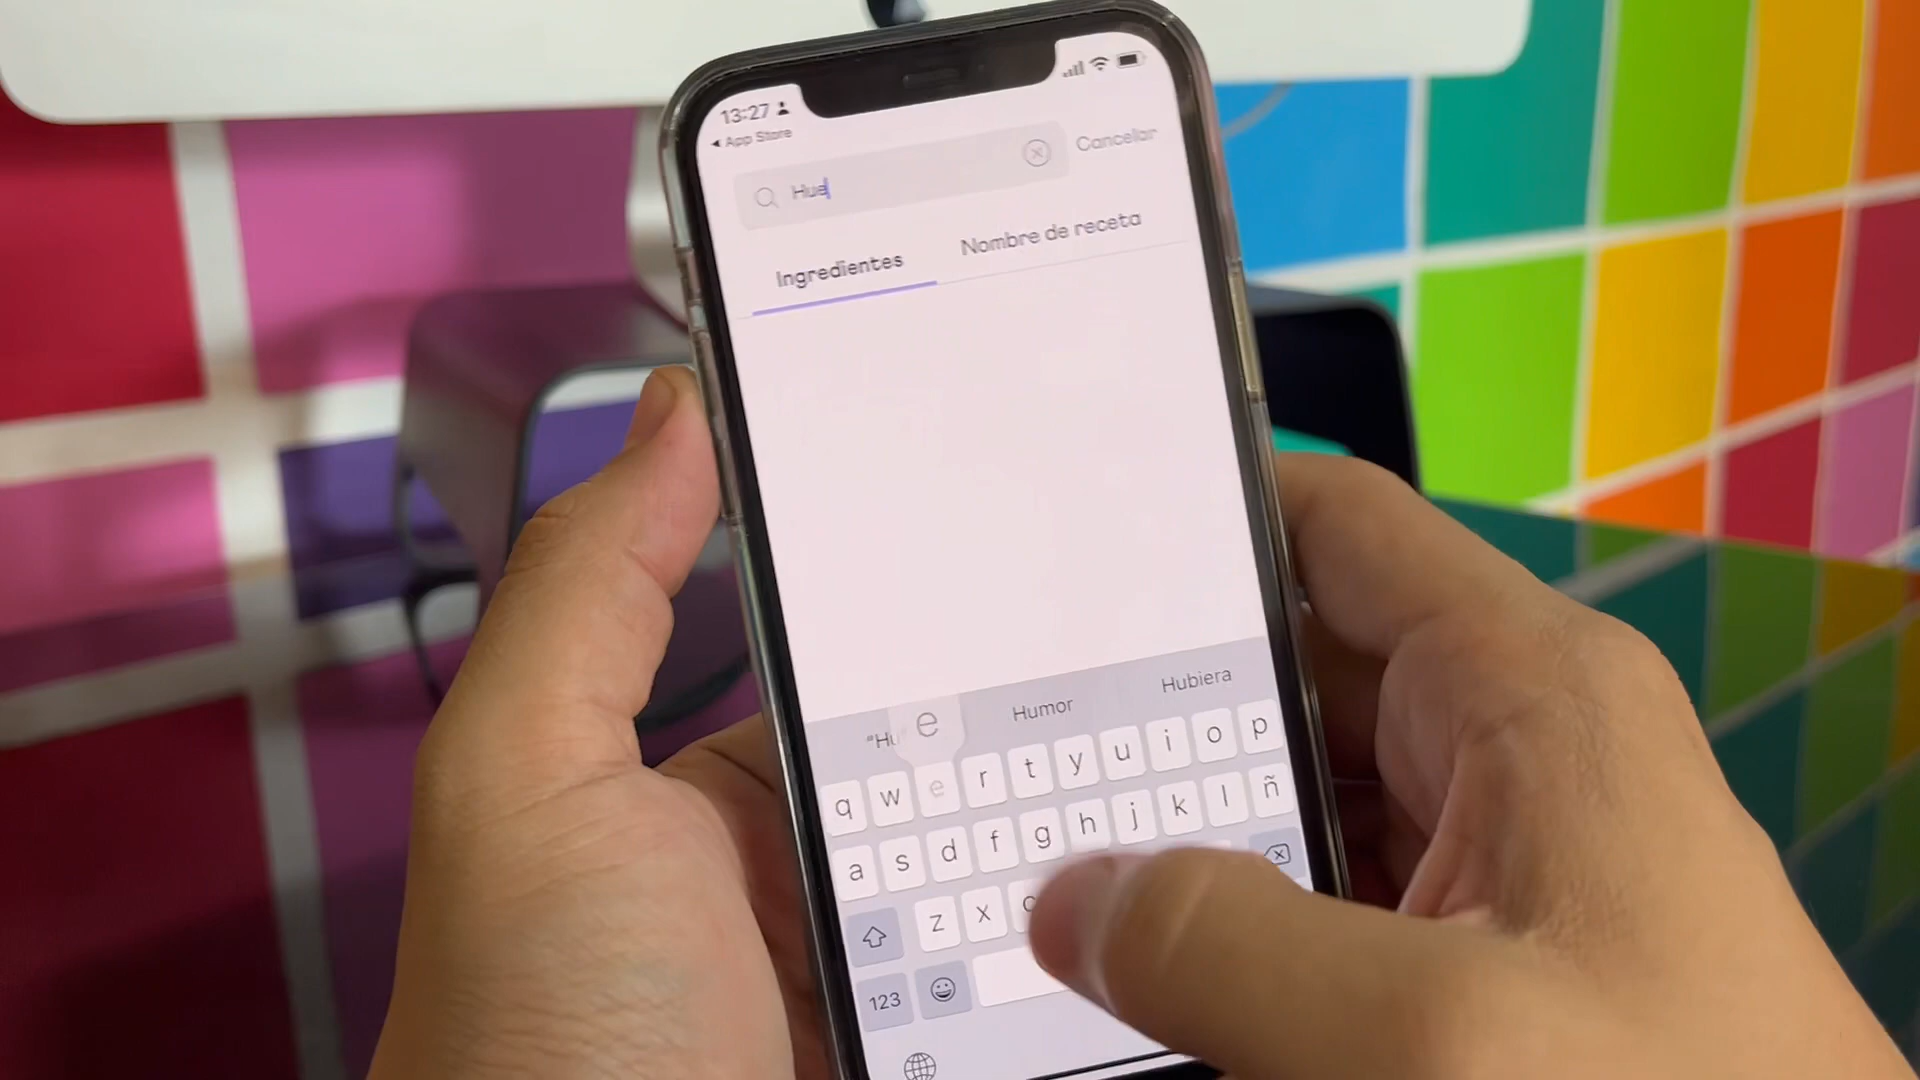 13:27
App Store
Hue
Cancelar
Ingredientes
Nombre de receta
"Hu"
e
Humor
Hubiera
q w e r t y u i o p
a s d f g h j k l ñ
z x c
123